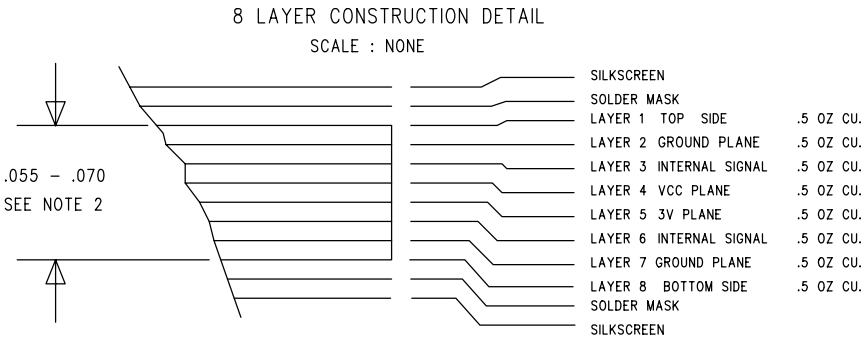 8 LAYER CONSTRUCTION DETAIL
SCALE : NONE
SILKSCREEN
SOLDER MASK
LAYER 1 TOP SIDE .5 OZ CU.
LAYER 2 GROUND PLANE .5 OZ CU.
LAYER 3 INTERNAL SIGNAL .5 OZ CU.
LAYER 4 VCC PLANE .5 OZ CU.
LAYER 5 3V PLANE .5 OZ CU.
LAYER 6 INTERNAL SIGNAL .5 OZ CU.
LAYER 7 GROUND PLANE .5 OZ CU.
LAYER 8 BOTTOM SIDE .5 OZ CU.
SOLDER MASK
SILKSCREEN
.055 - .070
SEE NOTE 2